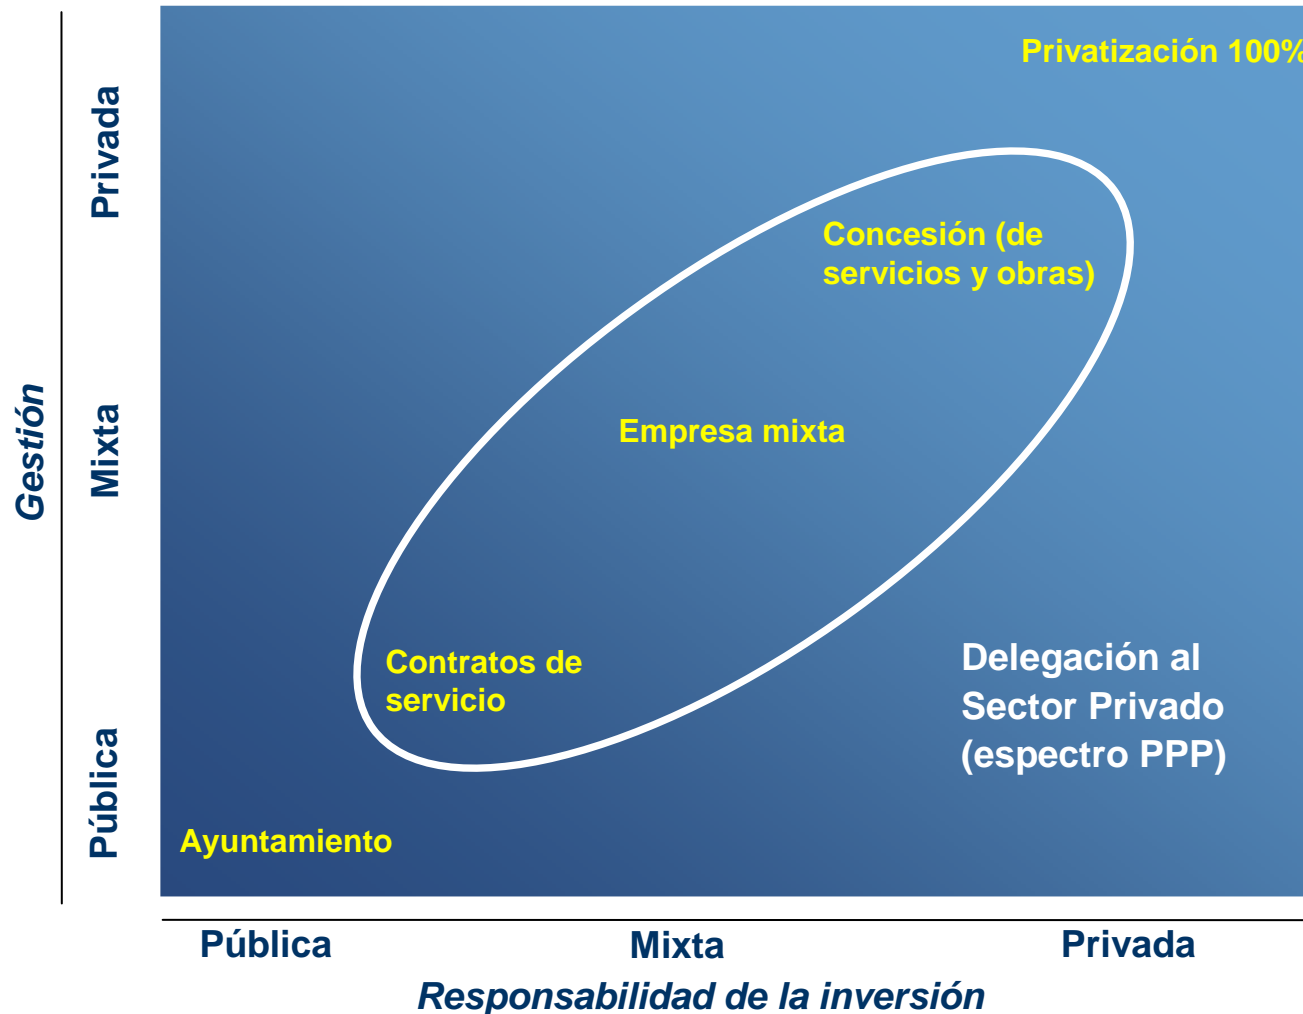 Privatización 100%
Privada
Concesión (de
servicios y obras)
Gestión
Mixta
Empresa mixta
Contratos de
servicio
Delegación al
Sector Privado
(espectro PPP)
Pública
Ayuntamiento
Pública
Mixta
Privada
Responsabilidad de la inversión